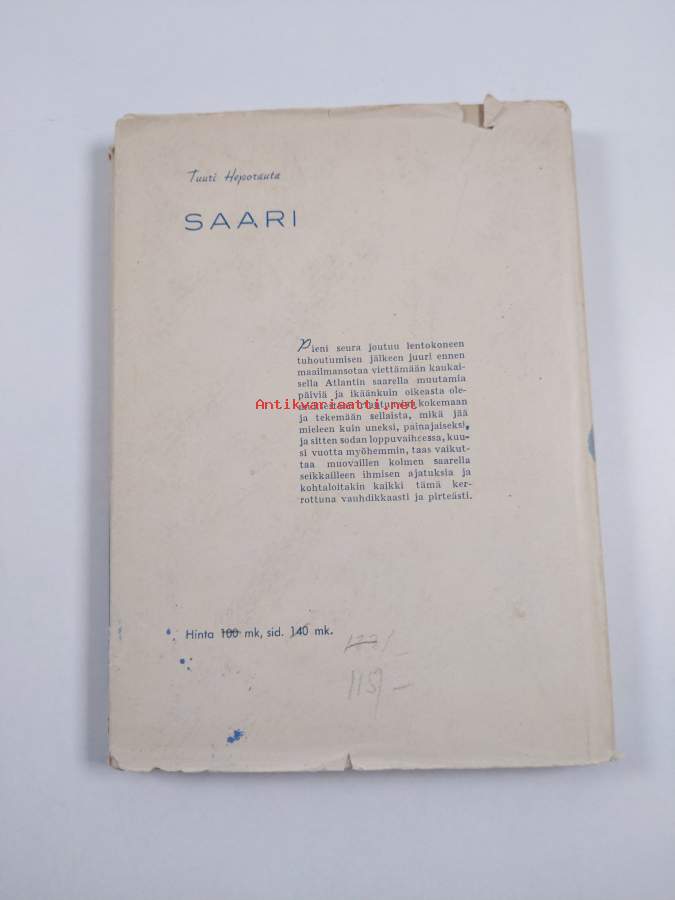 Tuuri Heporauta
SAARI
Pieni seura joutuu lentokoneen
tuhoutumisen jälkeen juuri ennen
maailmansotaa viettämään kaukai-
sella Atlantin saarella muutamia
päiviä ja ikäänkuin oikeasta ole-
Antikvariaatti.net
ja tekemään sellaista, mikä jää
mieleen kuin uneksi, painajaiseksi,
ja sitten sodan loppuvaiheessa, kuu-
si vuotta myöhemmin, taas vaikut-
taa muovaillen kolmen saarella
seikkailleen ihmisen ajatuksia ja
kohtaloitakin kaikki tämä ker-
rottuna vauhdikkaasti ja pirteästi.
Hinta 100 mk, sid. 140 mk.